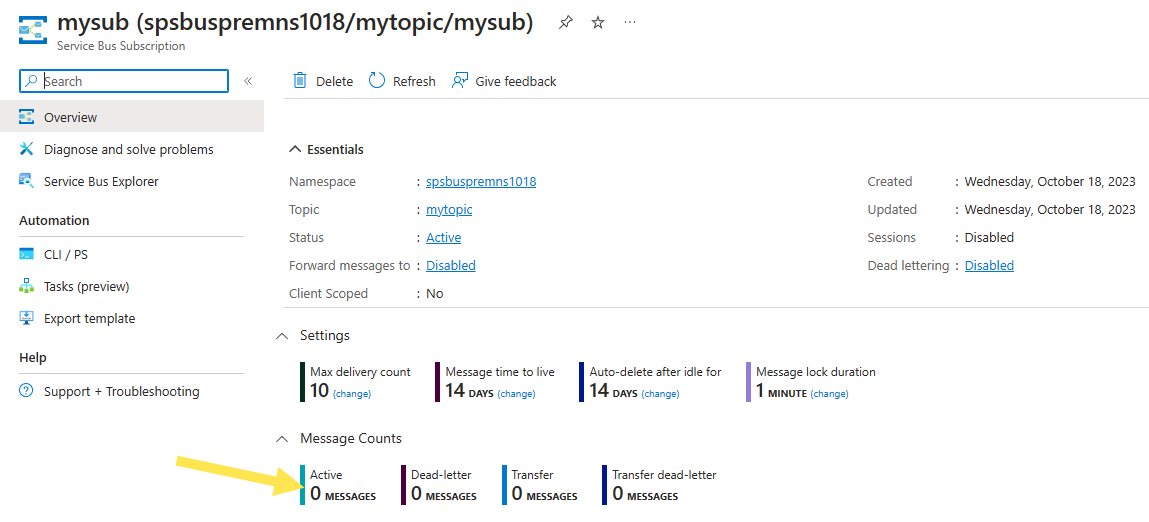 mysub (spsbuspremns1018/mytopic/mysub)
Service Bus Subscription
Search
Delete Refresh Give feedback
Overview
Diagnose and solve problems
Service Bus Explorer
Automation
CLI / PS
Tasks (preview)
Export template
Help
Support + Troubleshooting
Essentials
Namespace : spsbuspremns1018
Topic : mytopic
Status : Active
Forward messages to : Disabled
Client Scoped : No
Created : Wednesday, October 18, 2023
Updated : Wednesday, October 18, 2023
Sessions : Disabled
Dead lettering : Disabled
Settings
Max delivery count
10 (change)
Message time to live
14 DAYS (change)
Auto-delete after idle for
14 DAYS (change)
Message lock duration
1 MINUTE (change)
Message Counts
Active
0 MESSAGES
Dead-letter
0 MESSAGES
Transfer
0 MESSAGES
Transfer dead-letter
0 MESSAGES